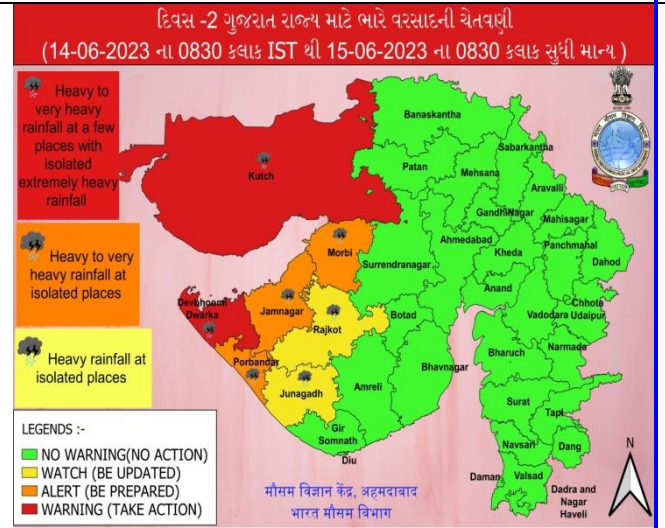 દિવસ -2 ગુજરાત રાજ્ય માટે ભારે વરસાદની ચેતવણી
(14-06-2023 ના 0830 કલાક IST થી 15-06-2023 ના 0830 કલાક સુધી માન્ય )
Heavy to
very heavy
rainfall at a few
places with
isolated
extremely heavy
rainfall
Heavy to very
heavy rainfall at
isolated places
Heavy rainfall at
isolated places
Banaskantha
Sabarkantha
Patan
Mehsana
Kutch
Aravalli
GandhiNagar
Mahisagar
Morbi
Ahmedabad
Panchmahal
Surrendranagar
Kheda
Dahod
Anand
Devbhoomi
Dwarka
Jamnagar
Chhota
Udaipur
Rajkot
Botad
Vadodara
Porbandar
Bharuch
Narmada
Bhavnagar
Junagadh
Amreli
Surat
Tapi
Gir
Somnath
Navsari
Dang
Diu
Daman
Valsad
Dadra and
Nagar
Haveli
N
LEGENDS :-
NO WARNING(NO ACTION)
WATCH (BE UPDATED)
ALERT (BE PREPARED)
WARNING (TAKE ACTION)
मौसम विज्ञान केंद्र, अहमदाबाद
भारत मौसम विभाग